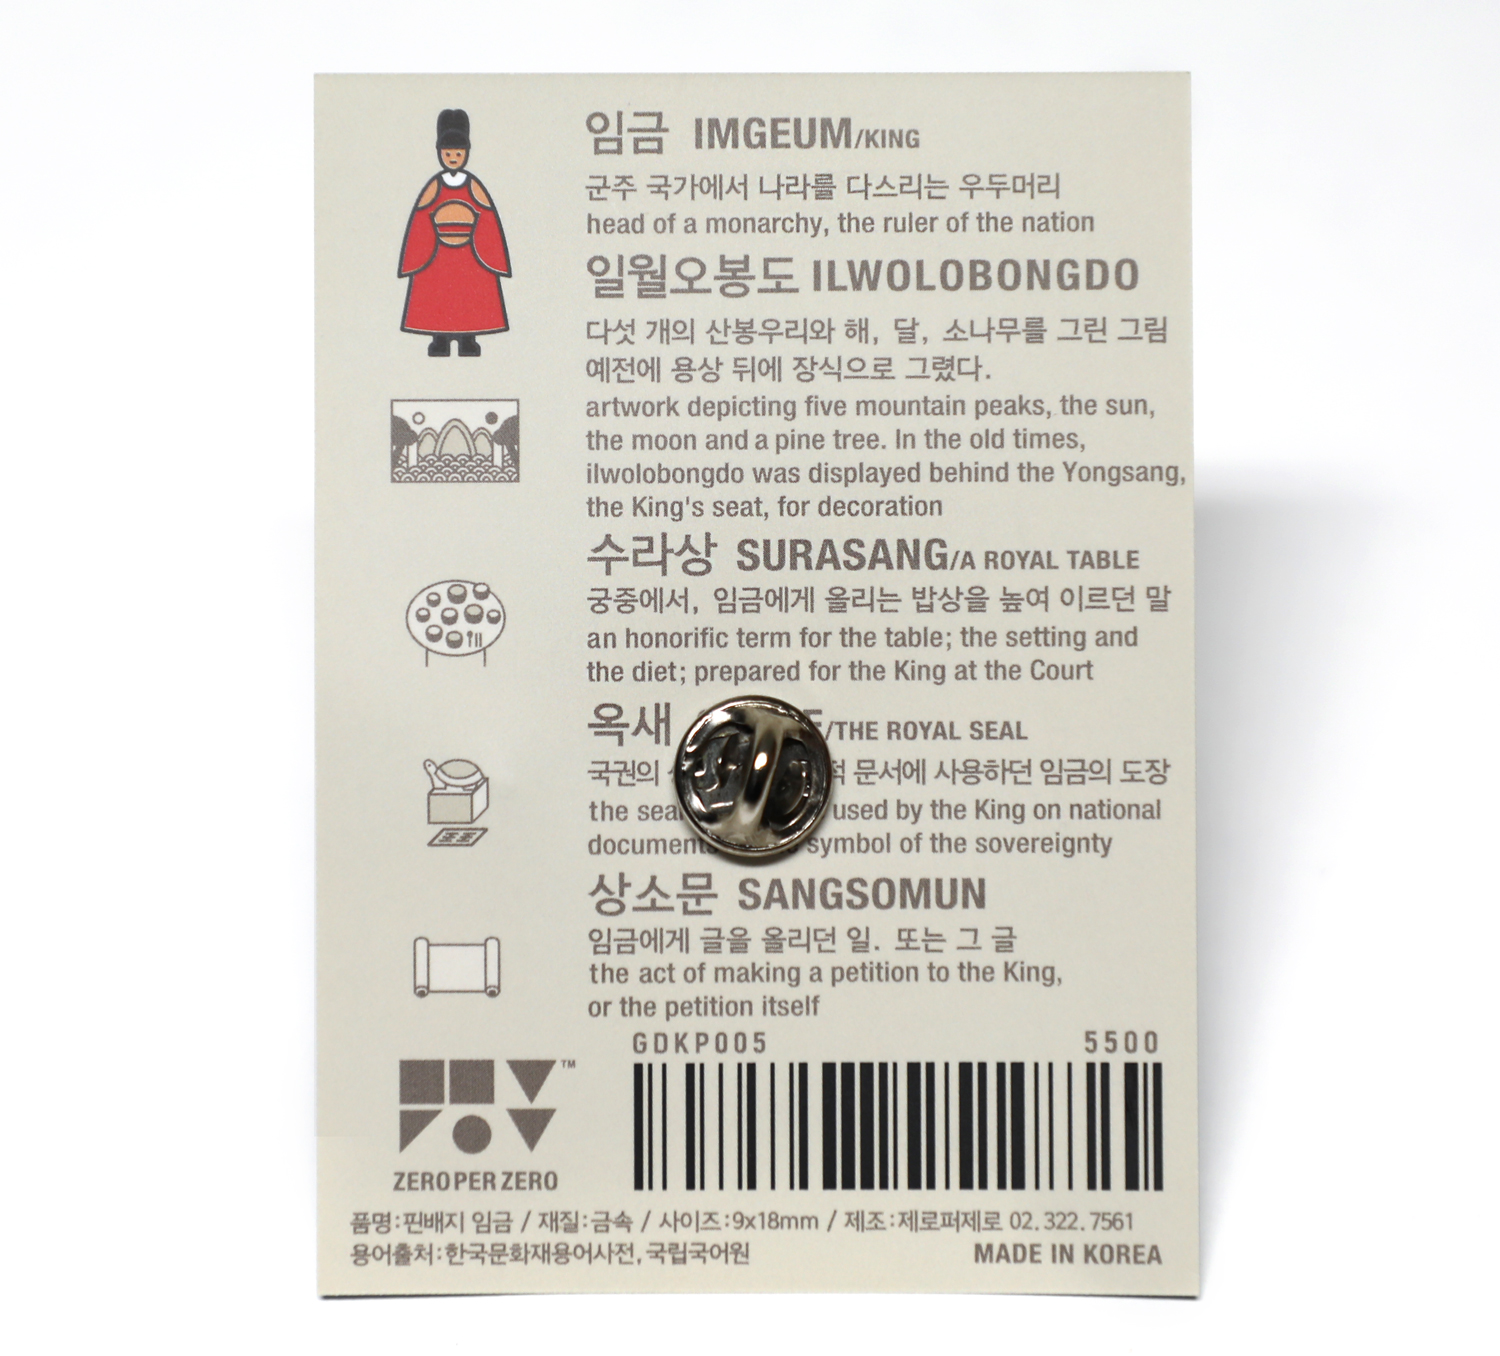 임금 IMGEUM/KING
군주 국가에서 나라를 다스리는 우두머리
head of a monarchy, the ruler of the nation
일월오봉도 ILWOLOBONGDO
다섯 개의 산봉우리와 해, 달, 소나무를 그린 그림
예전에 용상 뒤에 장식으로 그렸다.
artwork depicting five mountain peaks, the sun,
the moon and a pine tree. In the old times,
ilwolobongdo was displayed behind the Yongsang,
the King's seat, for decoration
수라상 SURASANG/A ROYAL TABLE
궁중에서, 임금에게 올리는 밥상을 높여 이르던 말
an honorific term for the table; the setting and
the diet; prepared for the King at the Court
옥새 /THE ROYAL SEAL
국권의 문서에 사용하던 임금의 도장
the used by the King on national
symbol of the sovereignty
상소문 SANGSOMUN
임금에게 글을 올리던 일. 또는 그 글
the act of making a petition to the King,
or the petition itself
GDKP005 5500
TM
ZERO PER ZERO
품명:핀배지 임금 / 재질:금속 / 사이즈:9x18mm / 제조:제로퍼제로 02.322.7561
용어출처:한국문화재용어사전, 국립국어원 MADE IN KOREA